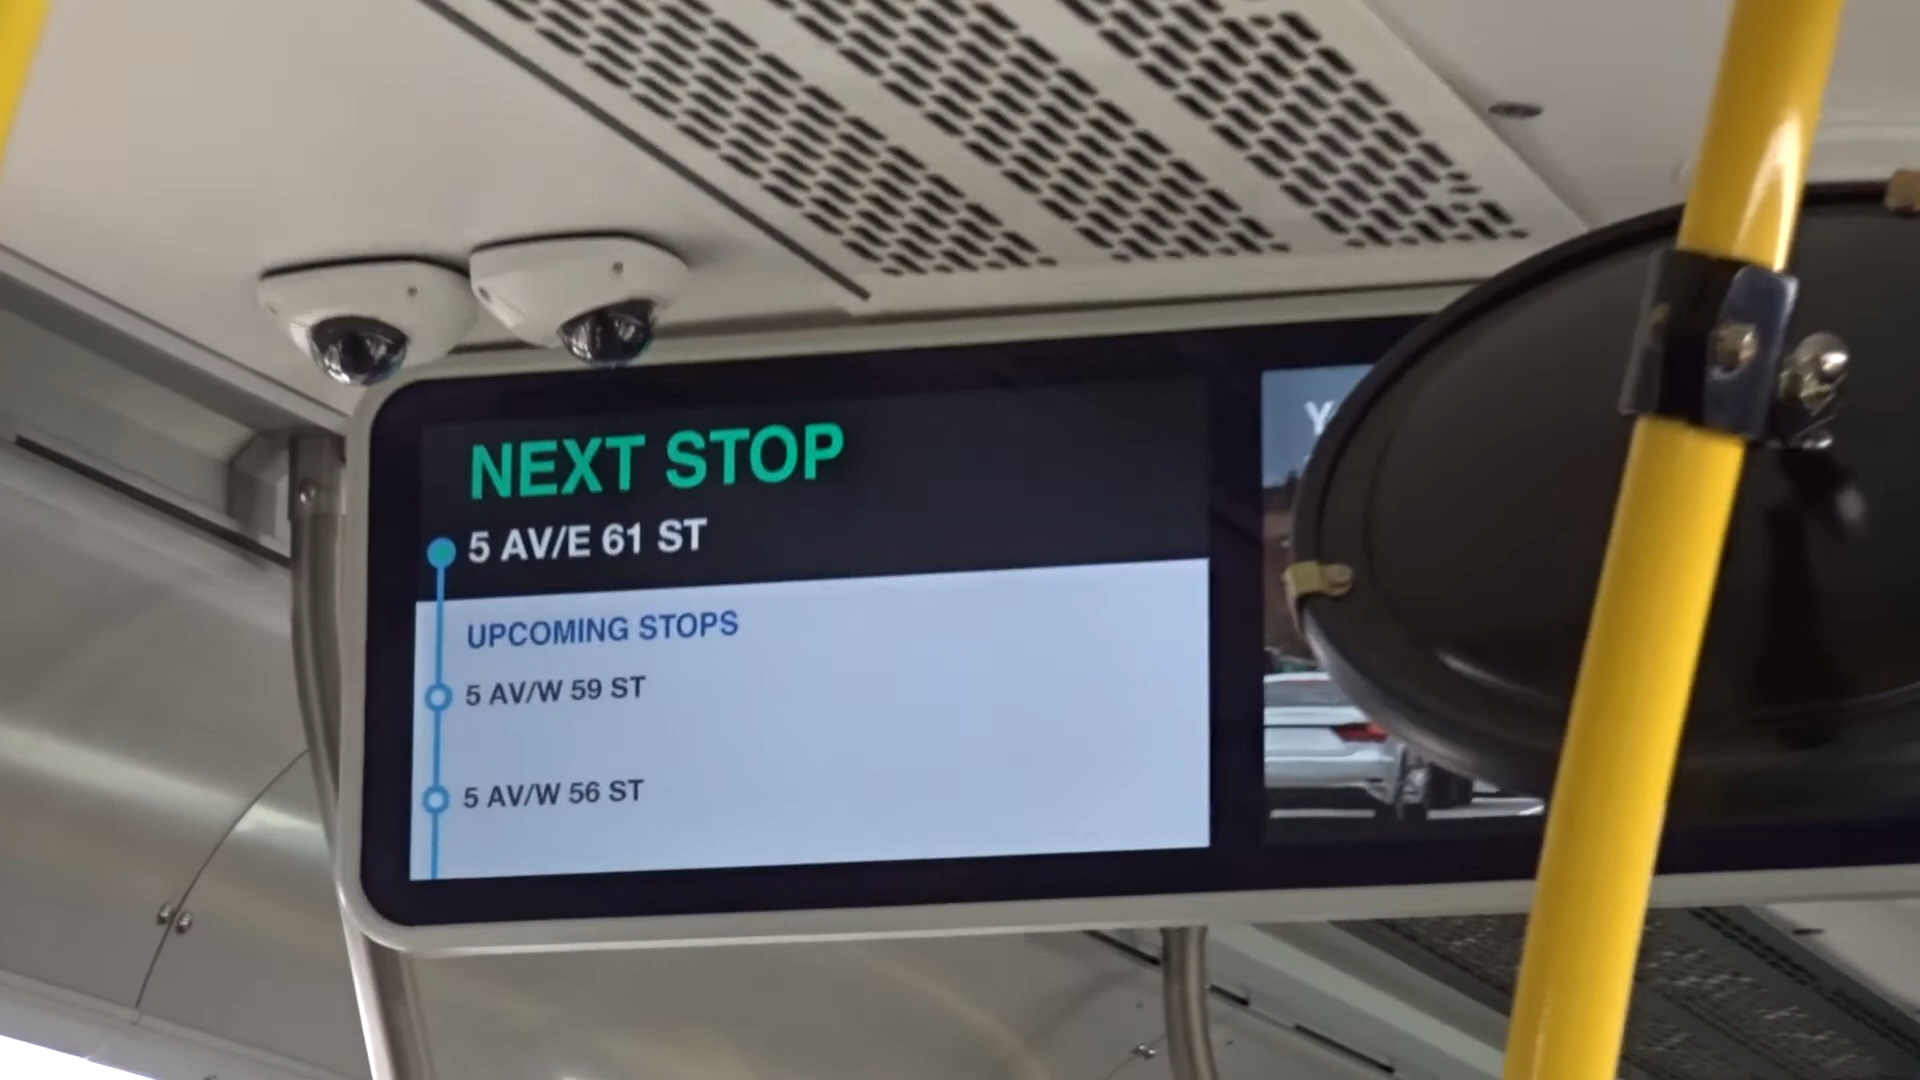 NEXT STOP
5 AV/E 61 ST
UPCOMING STOPS
5 AV/W 59 ST
5 AV/W 56 ST